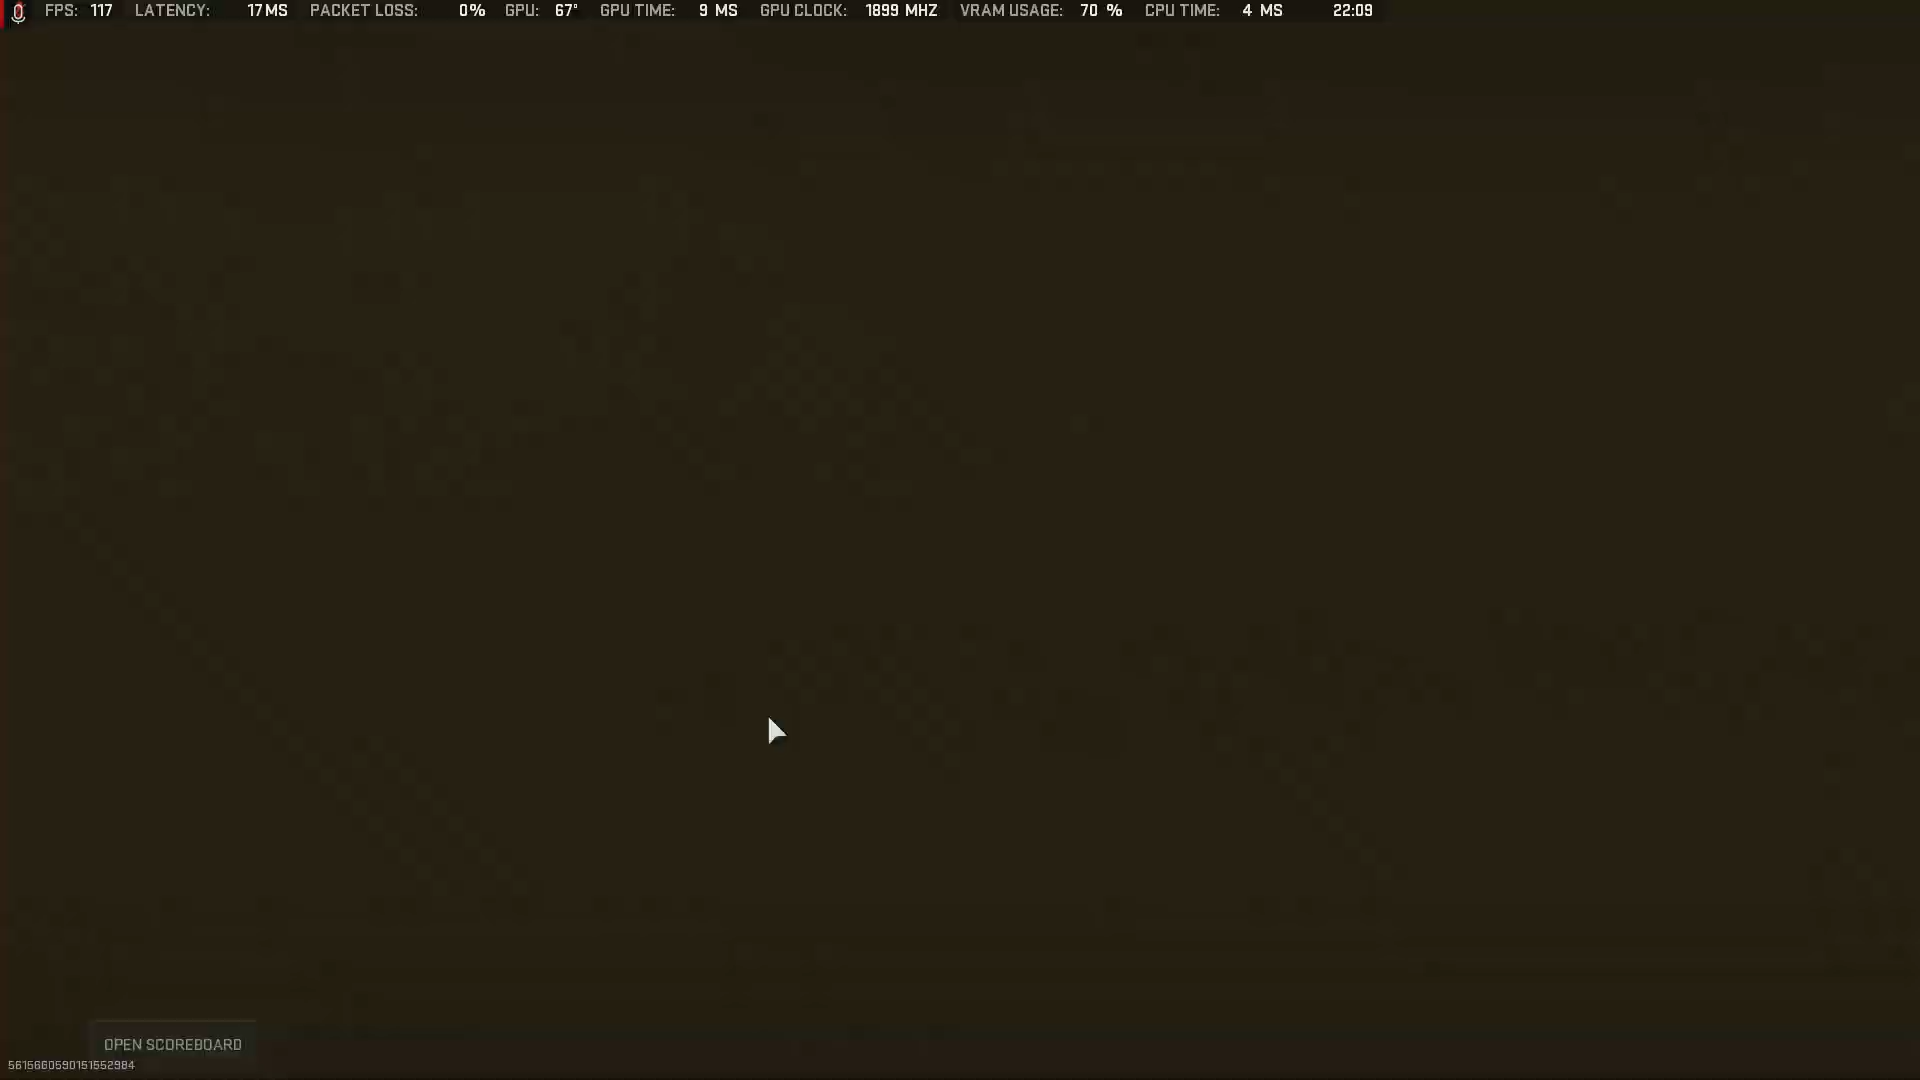 FPS: 117 LATENCY: 17 MS PACKET LOSS: 0% GPU: 67° GPU TIME: 9 MS GPU CLOCK: 1899 MHZ VRAM USAGE: 70 % CPU TIME: 4 MS 22:09
OPEN SCOREBOARD
5615660590151552984